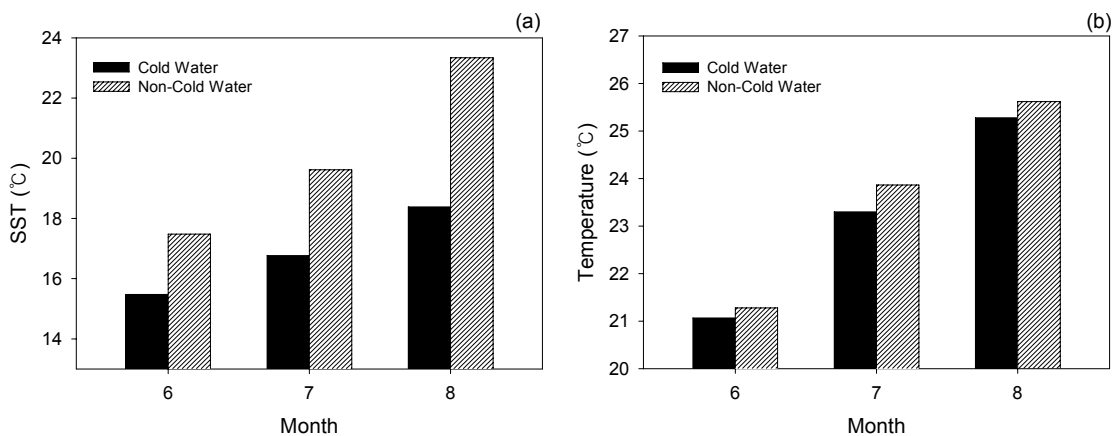 (a)
24
22
20
18
16
14
SST (℃)
Cold Water
Non-Cold Water
6
7
8
Month
(b)
27
26
25
24
23
22
21
20
Temperature (℃)
Cold Water
Non-Cold Water
6
7
8
Month